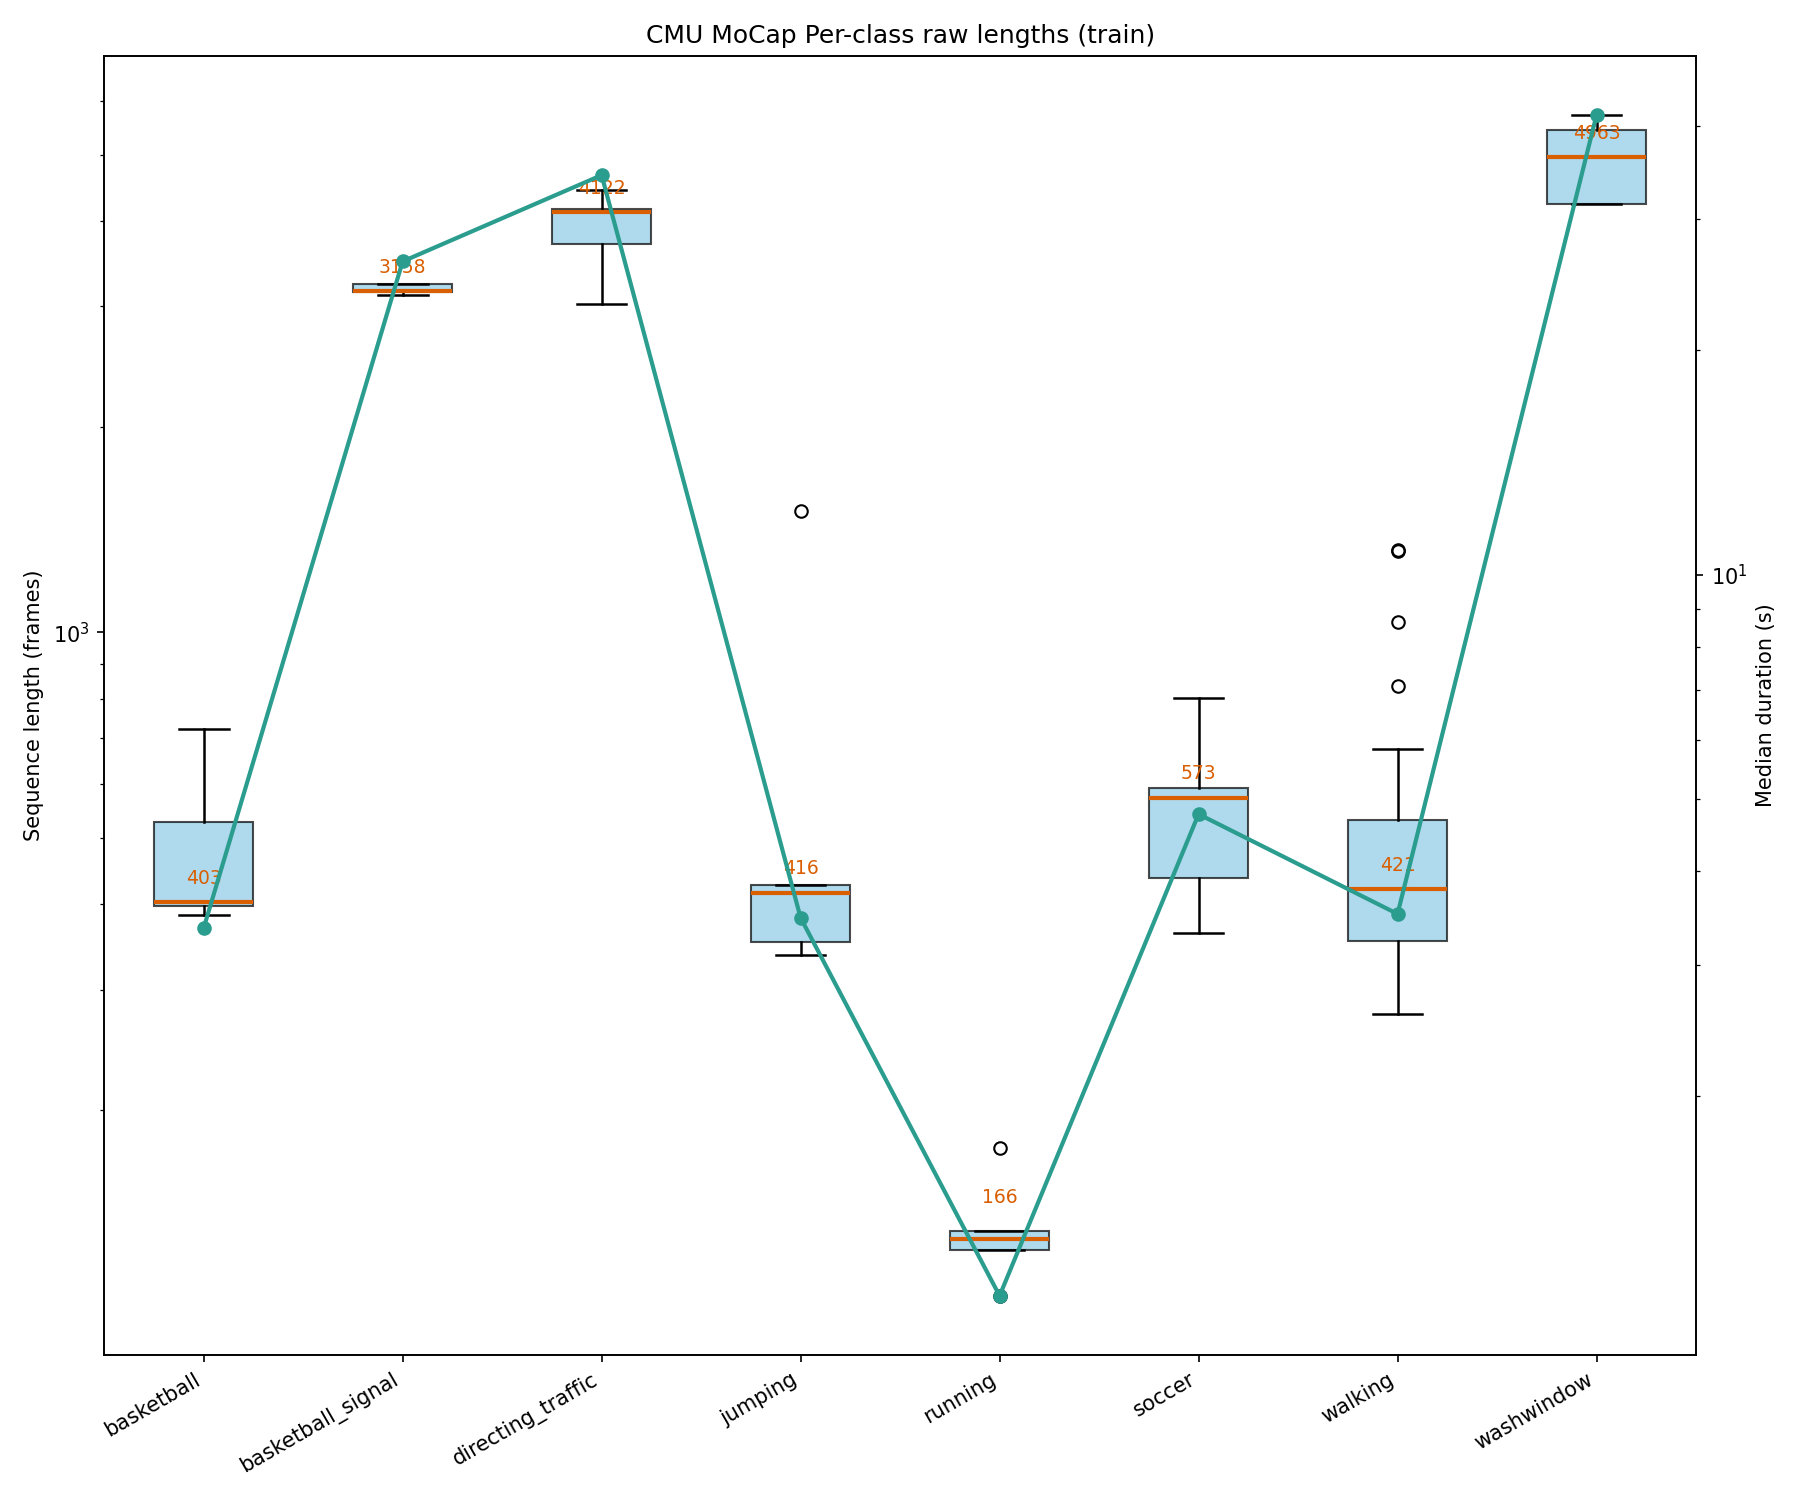 CMU MoCap Per-class raw lengths (train)
Sequence length (frames)
10³
Median duration (s)
10¹
403
3158
4122
416
166
573
421
4963
basketball
basketball_signal
directing_traffic
jumping
running
soccer
walking
washwindow